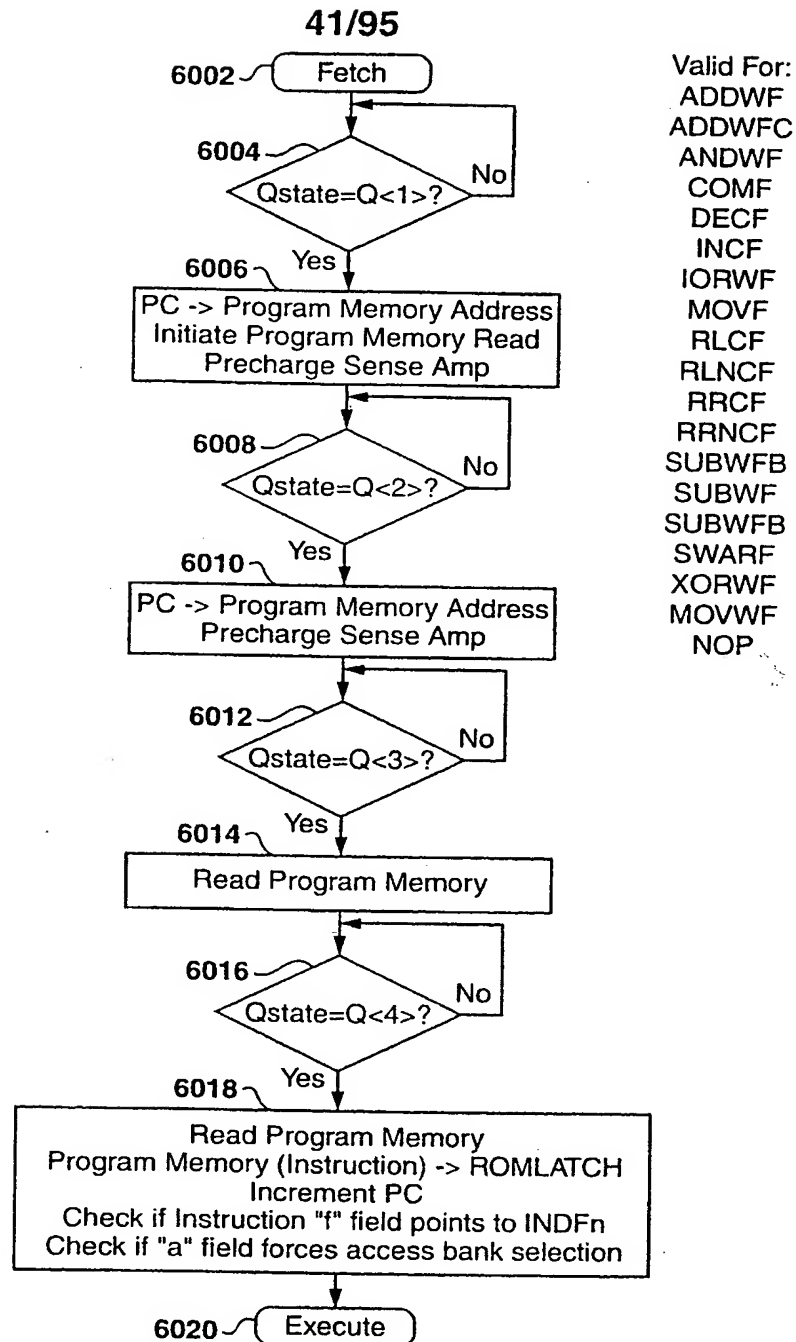 41/95
6002
Fetch
6004
Qstate=Q<1>?
No
Yes
6006
PC -> Program Memory Address
Initiate Program Memory Read
Precharge Sense Amp
6008
Qstate=Q<2>?
No
Yes
6010
PC -> Program Memory Address
Precharge Sense Amp
6012
Qstate=Q<3>?
No
Yes
6014
Read Program Memory
6016
Qstate=Q<4>?
No
Yes
6018
Read Program Memory
Program Memory (Instruction) -> ROMLATCH
Increment PC
Check if Instruction "f" field points to INDFn
Check if "a" field forces access bank selection
6020
Execute
Valid For:
ADDWF
ADDWFC
ANDWF
COMF
DECF
INCF
IORWF
MOVF
RLCF
RLNCF
RRCF
RRNCF
SUBWFB
SUBWF
SUBWFB
SWARF
XORWF
MOVWF
NOP